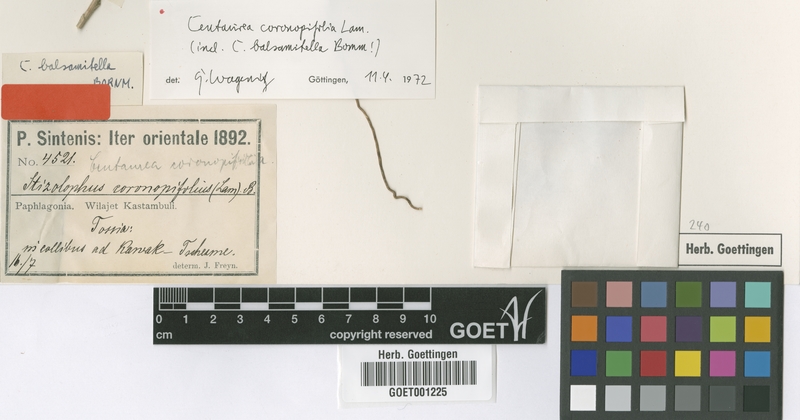 Centaurea coronopifolia Lam.
(incl. C. balsamitella Bornm!)
det. G. Wagenitz Göttingen, 11.4. 1972
C. balsamitella
BORNM.
P. Sintenis: Iter orientale 1892.
No. 4521. Centaurea coronopifolia
Stizolophus coronopifolius (Lam)
Paphlagonia. Wilajet Kastambuli.
Tossia:
in collibus ad Kawak-Tscheme.
16/7
determ. J. Freyn.
240
Herb. Goettingen
0 1 2 3 4 5 6 7 8 9 10
cm copyright reserved GOET
Herb. Goettingen
GOET001225